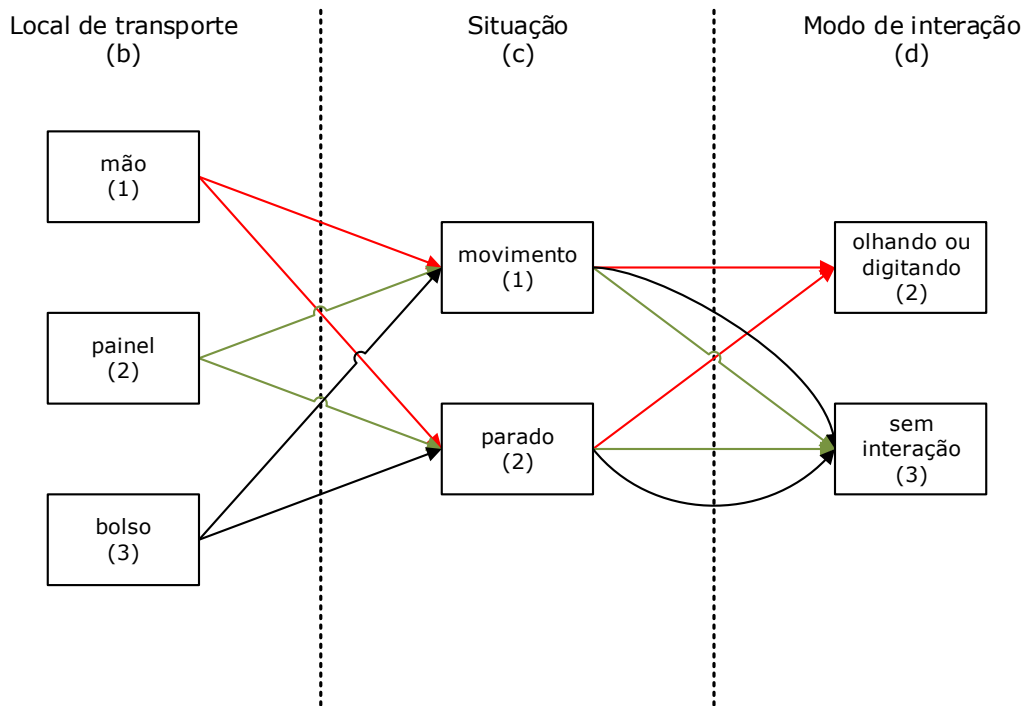 Local de transporte
(b)
Situação
(c)
Modo de interação
(d)
mão
(1)
painel
(2)
bolso
(3)
movimento
(1)
parado
(2)
olhando ou
digitando
(2)
sem
interação
(3)